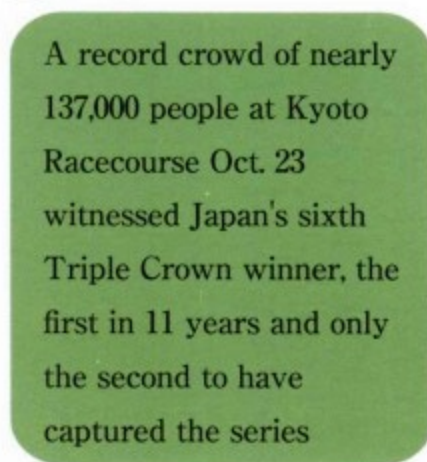 A record crowd of nearly
137,000 people at Kyoto
Racecourse Oct. 23
witnessed Japan's sixth
Triple Crown winner, the
first in 11 years and only
the second to have
captured the series